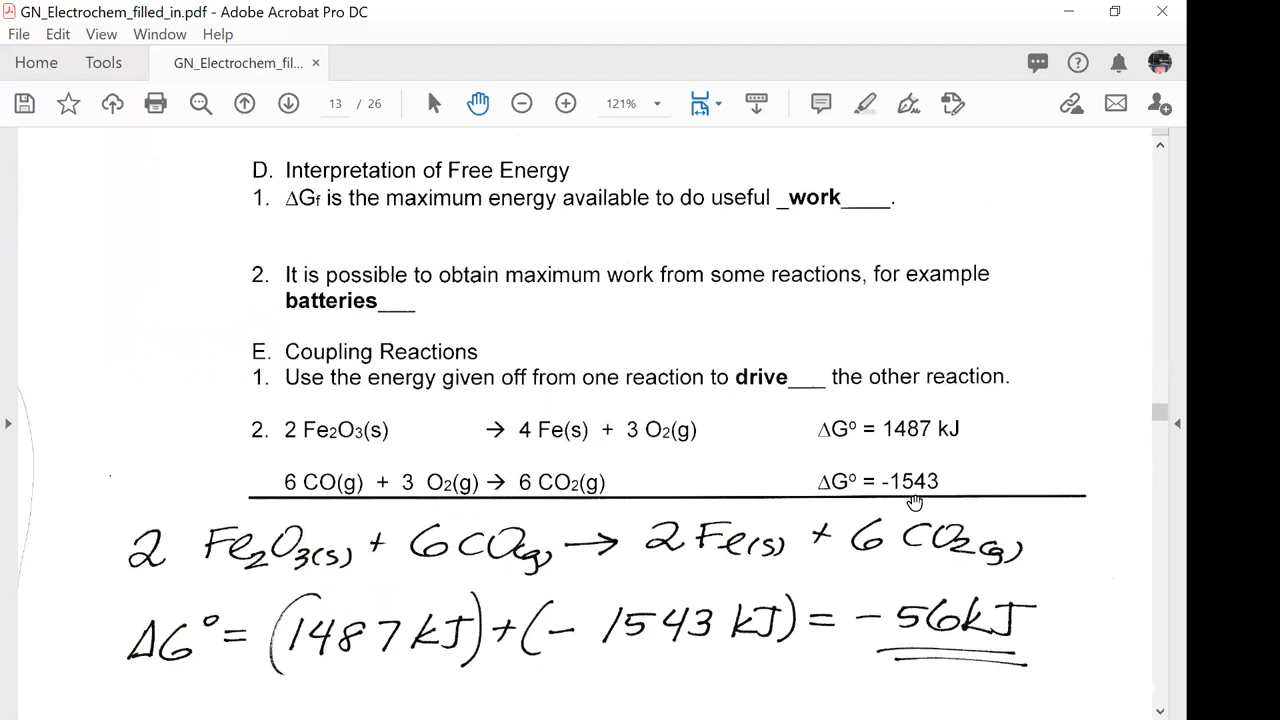 GN_Electrochem_filled_in.pdf - Adobe Acrobat Pro DC
File Edit View Window Help
Home Tools GN_Electrochem_fil... ×
13 / 26 121%
D. Interpretation of Free Energy
1. ΔGf is the maximum energy available to do useful _work____.
2. It is possible to obtain maximum work from some reactions, for example
batteries___
E. Coupling Reactions
1. Use the energy given off from one reaction to drive___ the other reaction.
2. 2 Fe₂O₃(s) → 4 Fe(s) + 3 O₂(g) ΔGº = 1487 kJ
6 CO(g) + 3 O₂(g) → 6 CO₂(g) ΔGº = -1543
2 Fe₂O₃(s) + 6 CO(g) → 2 Fe(s) + 6 CO₂(g)
ΔG° = (1487 kJ) + (- 1543 kJ) = - 56 kJ